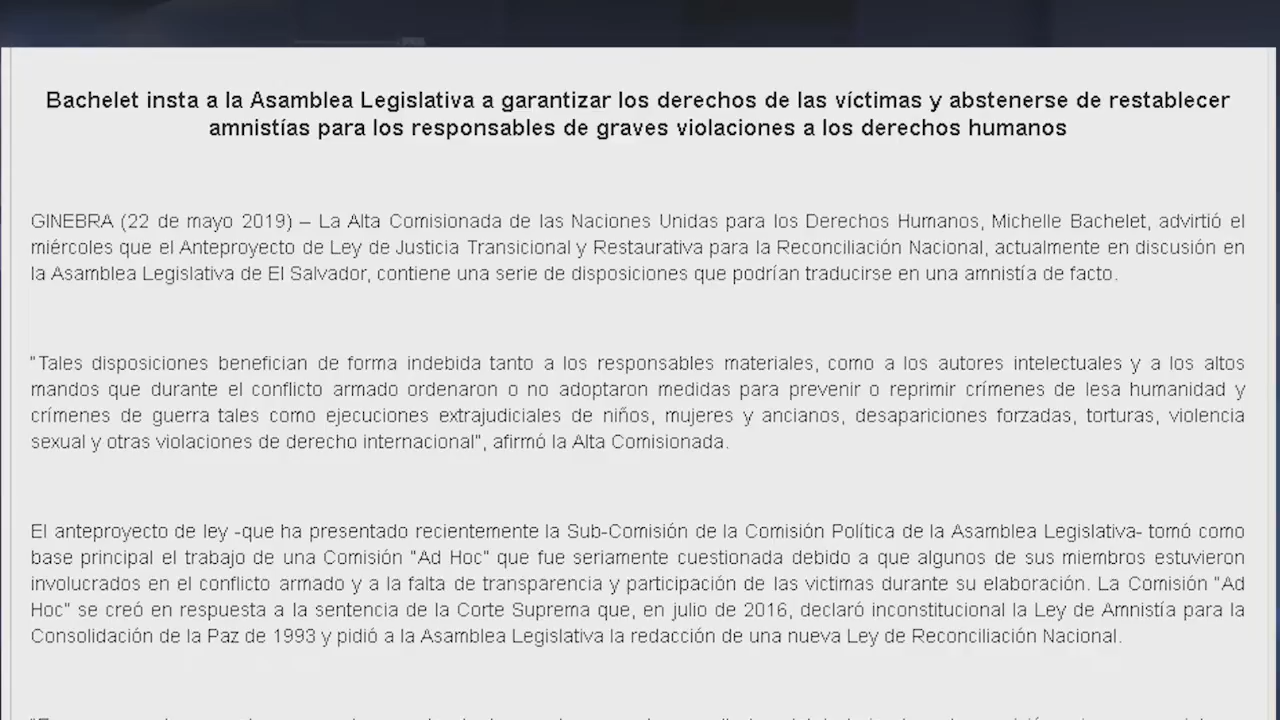 Bachelet insta a la Asamblea Legislativa a garantizar los derechos de las víctimas y abstenerse de restablecer
amnistías para los responsables de graves violaciones a los derechos humanos
GINEBRA (22 de mayo 2019) – La Alta Comisionada de las Naciones Unidas para los Derechos Humanos, Michelle Bachelet, advirtió el
miércoles que el Anteproyecto de Ley de Justicia Transicional y Restaurativa para la Reconciliación Nacional, actualmente en discusión en
la Asamblea Legislativa de El Salvador, contiene una serie de disposiciones que podrían traducirse en una amnistía de facto.
"Tales disposiciones benefician de forma indebida tanto a los responsables materiales, como a los autores intelectuales y a los altos
mandos que durante el conflicto armado ordenaron o no adoptaron medidas para prevenir o reprimir crímenes de lesa humanidad y
crímenes de guerra tales como ejecuciones extrajudiciales de niños, mujeres y ancianos, desapariciones forzadas, torturas, violencia
sexual y otras violaciones de derecho internacional", afirmó la Alta Comisionada.
El anteproyecto de ley -que ha presentado recientemente la Sub-Comisión de la Comisión Política de la Asamblea Legislativa- tomó como
base principal el trabajo de una Comisión "Ad Hoc" que fue seriamente cuestionada debido a que algunos de sus miembros estuvieron
involucrados en el conflicto armado y a la falta de transparencia y participación de las victimas durante su elaboración. La Comisión "Ad
Hoc" se creó en respuesta a la sentencia de la Corte Suprema que, en julio de 2016, declaró inconstitucional la Ley de Amnistía para la
Consolidación de la Paz de 1993 y pidió a la Asamblea Legislativa la redacción de una nueva Ley de Reconciliación Nacional.